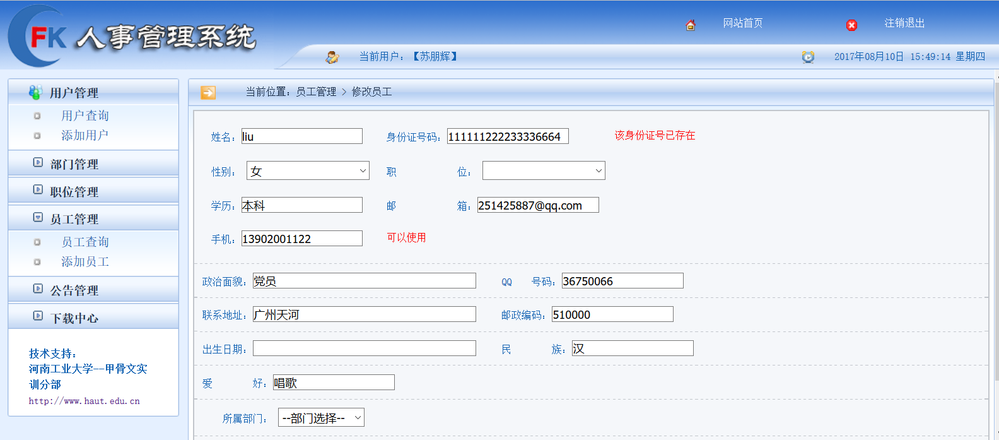 FK 人事管理系统
网站首页 注销退出
当前用户：【苏朋辉】 2017年08月10日 15:49:14 星期四
用户管理
用户查询
添加用户
部门管理
职位管理
员工管理
员工查询
添加员工
公告管理
下载中心
技术支持：
河南工业大学--甲骨文实
训分部
http://www.haut.edu.cn
当前位置：员工管理 > 修改员工
姓名：liu 身份证号码：111111222233336664 该身份证号已存在
性别：女 职 位：
学历：本科 邮 箱：251425887@qq.com
手机：13902001122 可以使用
政治面貌：党员 QQ 号码：36750066
联系地址：广州天河 邮政编码：510000
出生日期： 民 族：汉
爱 好：唱歌
所属部门：--部门选择--